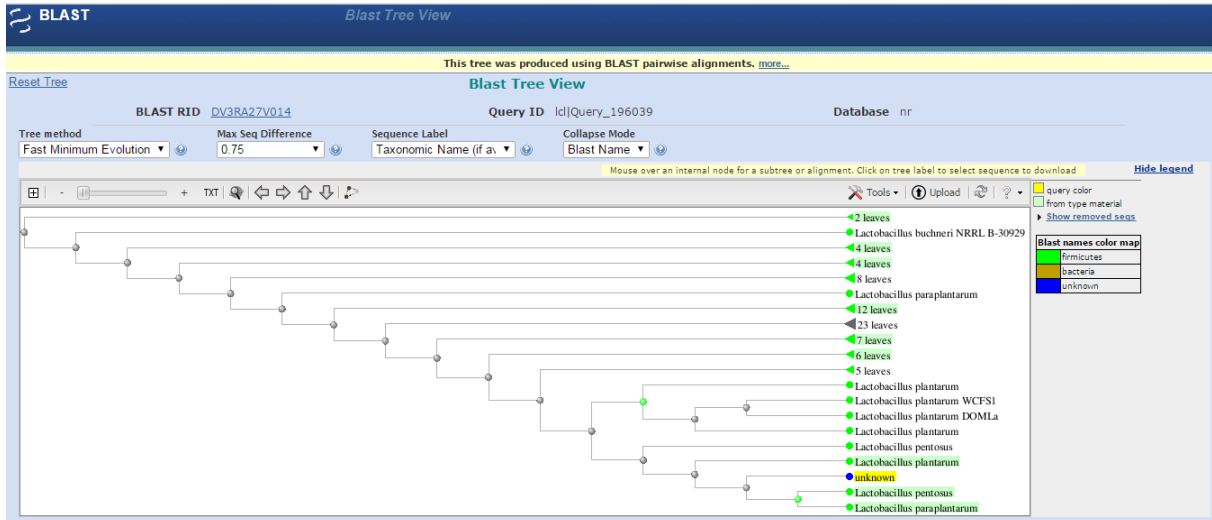 BLAST Blast Tree View
This tree was produced using BLAST pairwise alignments. more...
Reset Tree Blast Tree View
BLAST RID DV3RA27V014 Query ID lcl|Query_196039 Database nr
Tree method Max Seq Difference Sequence Label Collapse Mode
Fast Minimum Evolution 0.75 Taxonomic Name (if av Blast Name
Mouse over an internal node for a subtree or alignment. Click on tree label to select sequence to download Hide legend
- + TXT Tools Upload ?
query color
from type material
Show removed seqs
Blast names color map
firmicutes
bacteria
unknown
2 leaves
Lactobacillus buchneri NRRL B-30929
4 leaves
4 leaves
8 leaves
Lactobacillus paraplantarum
12 leaves
23 leaves
7 leaves
6 leaves
5 leaves
Lactobacillus plantarum
Lactobacillus plantarum WCFS1
Lactobacillus plantarum DOMLa
Lactobacillus plantarum
Lactobacillus pentosus
Lactobacillus plantarum
unknown
Lactobacillus pentosus
Lactobacillus paraplantarum